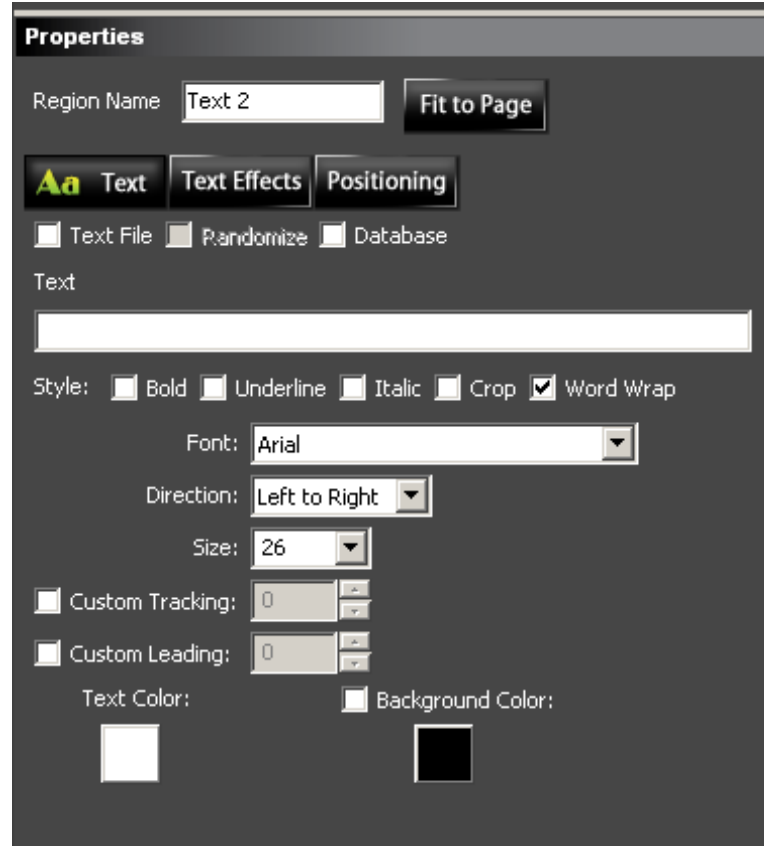 Properties
Region Name Text 2 Fit to Page
Aa Text Text Effects Positioning
Text File Randomize Database
Text
Style: Bold Underline Italic Crop Word Wrap
Font: Arial
Direction: Left to Right
Size: 26
Custom Tracking: 0
Custom Leading: 0
Text Color: Background Color: